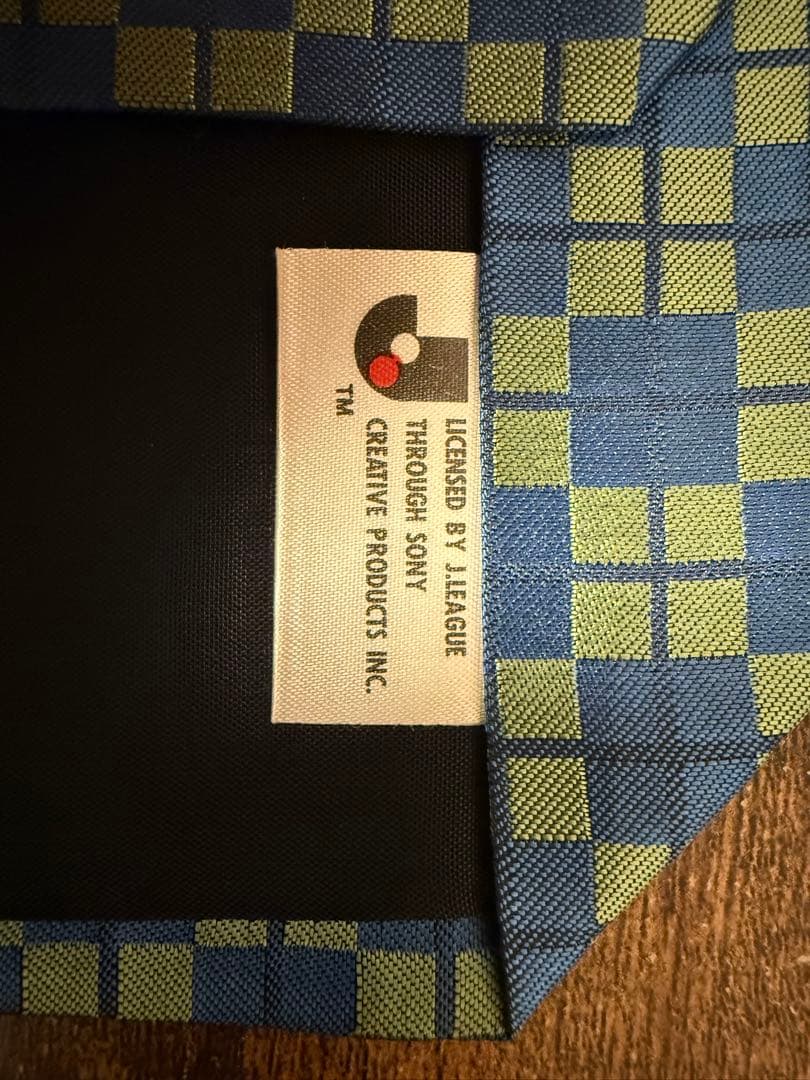 LICENSED BY J.LEAGUE
THROUGH SONY
CREATIVE PRODUCTS INC.
TM